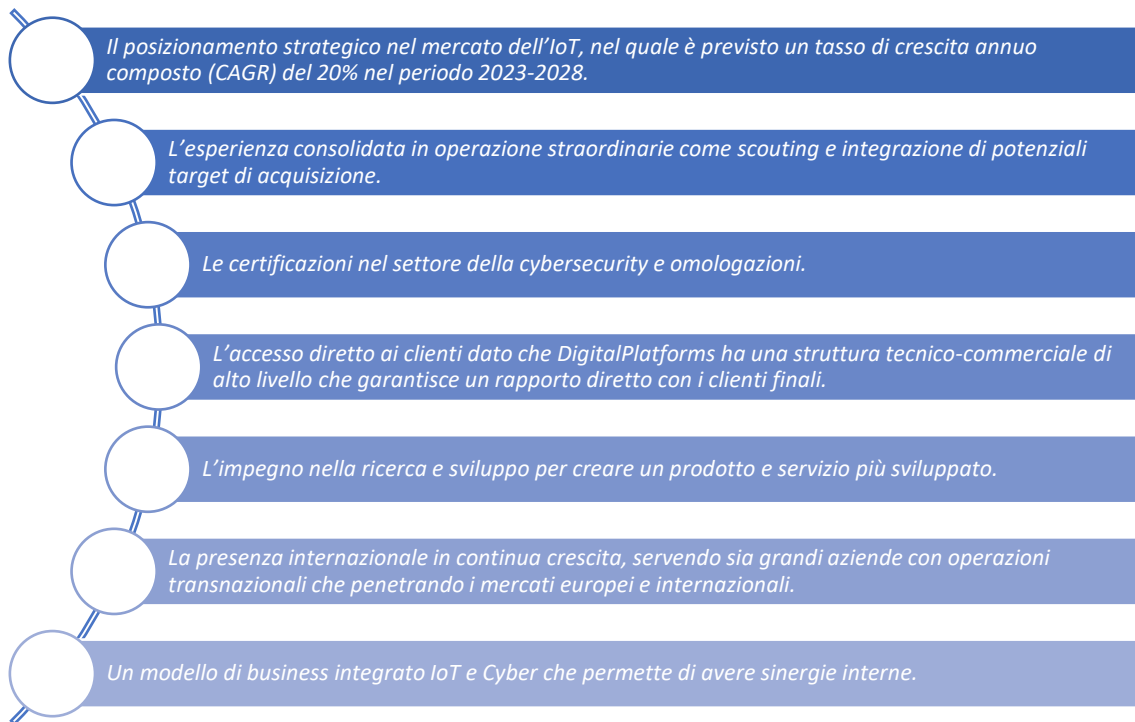 Il posizionamento strategico nel mercato dell’IoT, nel quale è previsto un tasso di crescita annuo
composto (CAGR) del 20% nel periodo 2023-2028.
L’esperienza consolidata in operazione straordinarie come scouting e integrazione di potenziali
target di acquisizione.
Le certificazioni nel settore della cybersecurity e omologazioni.
L’accesso diretto ai clienti dato che DigitalPlatforms ha una struttura tecnico-commerciale di
alto livello che garantisce un rapporto diretto con i clienti finali.
L’impegno nella ricerca e sviluppo per creare un prodotto e servizio più sviluppato.
La presenza internazionale in continua crescita, servendo sia grandi aziende con operazioni
transnazionali che penetrando i mercati europei e internazionali.
Un modello di business integrato IoT e Cyber che permette di avere sinergie interne.